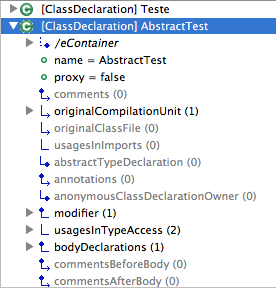 [ClassDeclaration] Teste
[ClassDeclaration] AbstractTest
/eContainer
name = AbstractTest
proxy = false
comments (0)
originalCompilationUnit (1)
originalClassFile (0)
usagesInImports (0)
abstractTypeDeclaration (0)
annotations (0)
anonymousClassDeclarationOwner (0)
modifier (1)
usagesInTypeAccess (2)
bodyDeclarations (1)
commentsBeforeBody (0)
commentsAfterBody (0)